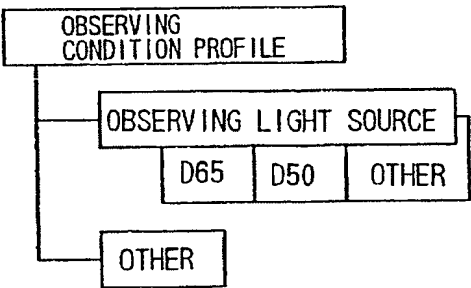 OBSERVING
CONDITION PROFILE
OBSERVING LIGHT SOURCE
D65 D50 OTHER
OTHER